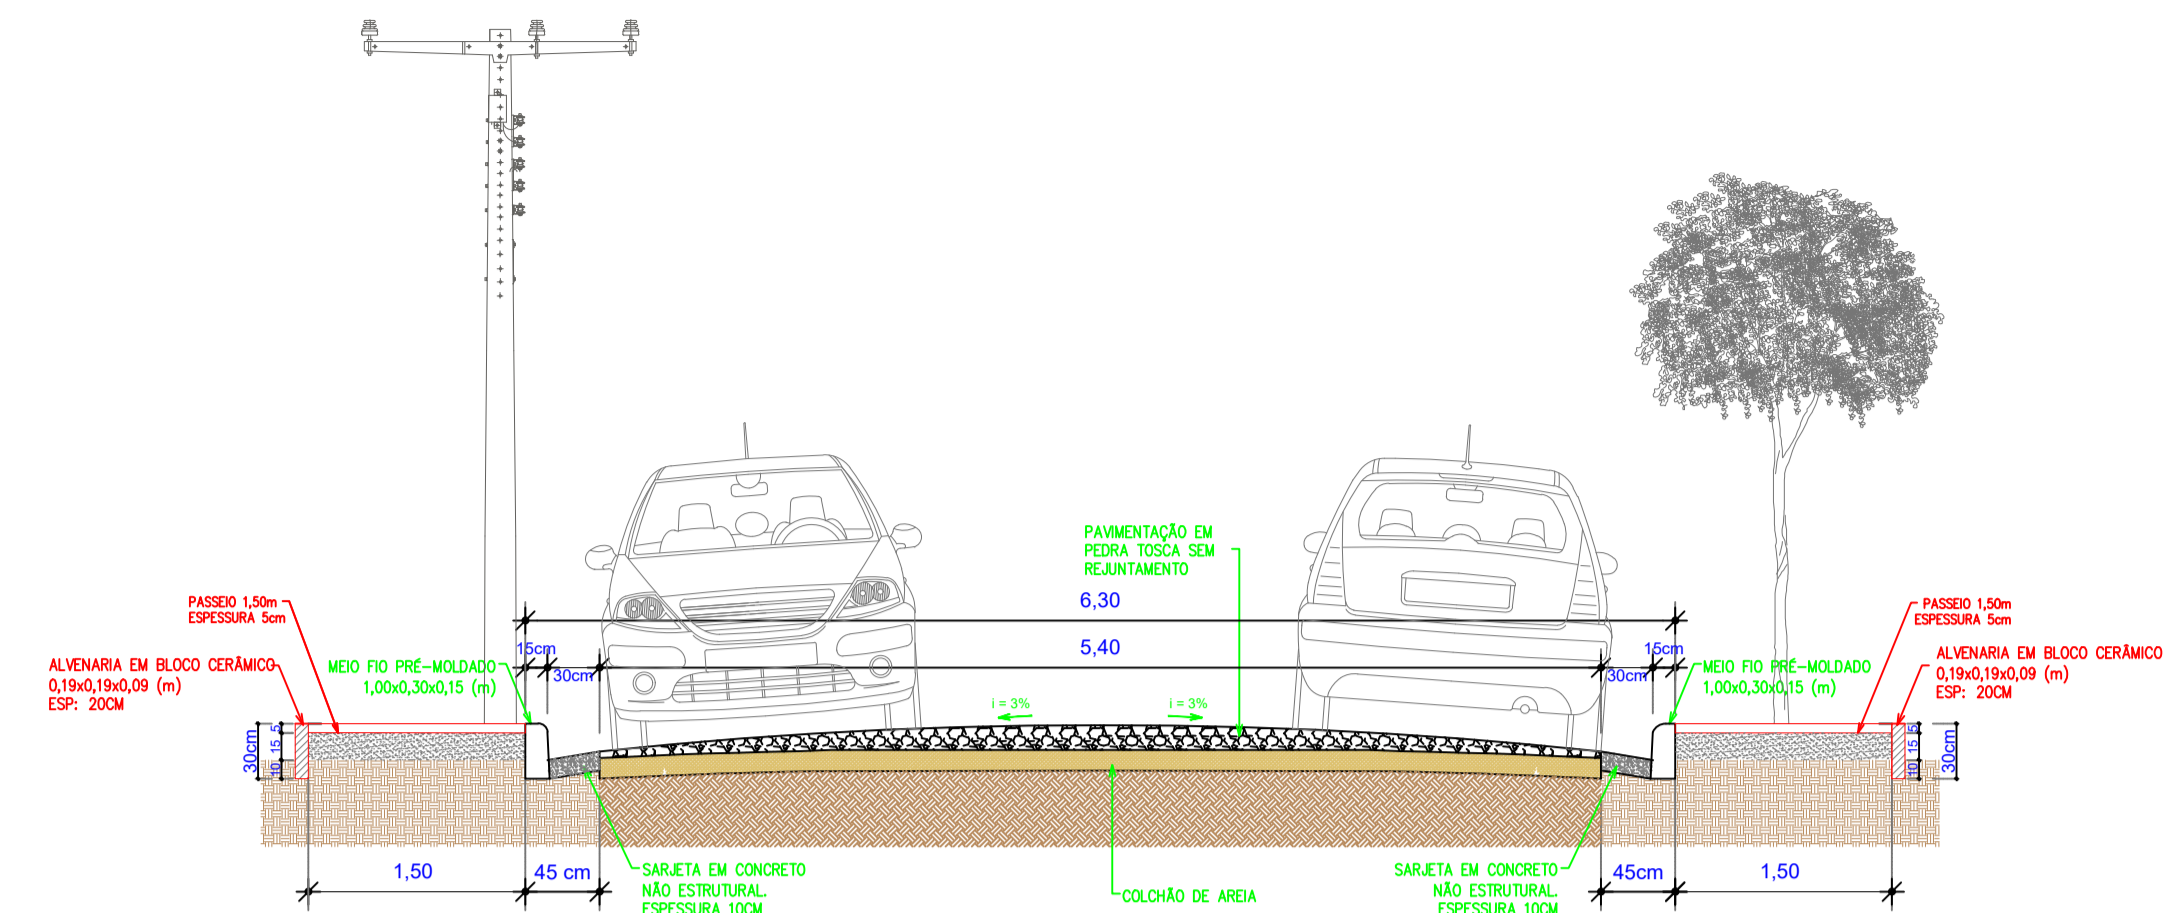 PAVIMENTAÇÃO EM
PEDRA TOSCA SEM
REJUNTAMENTO
6,30
5,40
PASSEIO 1,50m
ESPESSURA 5cm
ALVENARIA EM BLOCO CERÂMICO
0,19x0,19x0,09 (m)
ESP: 20CM
MEIO FIO PRÉ-MOLDADO
1,00x0,30x0,15 (m)
15cm
30cm
i = 3%
i = 3%
15cm
30cm
MEIO FIO PRÉ-MOLDADO
1,00x0,30x0,15 (m)
PASSEIO 1,50m
ESPESSURA 5cm
ALVENARIA EM BLOCO CERÂMICO
0,19x0,19x0,09 (m)
ESP: 20CM
30cm
5
15
10
5
15
10
30cm
1,50
45 cm
SARJETA EM CONCRETO
NÃO ESTRUTURAL.
ESPESSURA 10CM
COLCHÃO DE AREIA
SARJETA EM CONCRETO
NÃO ESTRUTURAL.
ESPESSURA 10CM
45cm
1,50